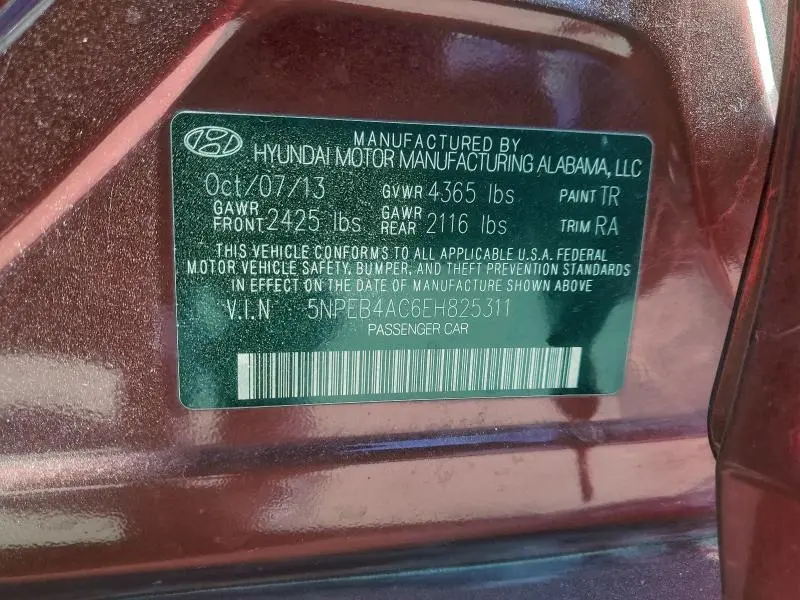 MANUFACTURED BY
HYUNDAI MOTOR MANUFACTURING ALABAMA, LLC
Oct/07/13 GVWR 4365 lbs PAINT TR
GAWR FRONT 2425 lbs GAWR REAR 2116 lbs TRIM RA
THIS VEHICLE CONFORMS TO ALL APPLICABLE U.S.A. FEDERAL
MOTOR VEHICLE SAFETY, BUMPER, AND THEFT PREVENTION STANDARDS
IN EFFECT ON THE DATE OF MANUFACTURE SHOWN ABOVE
V.I.N 5NPEB4AC6EH825311
PASSENGER CAR